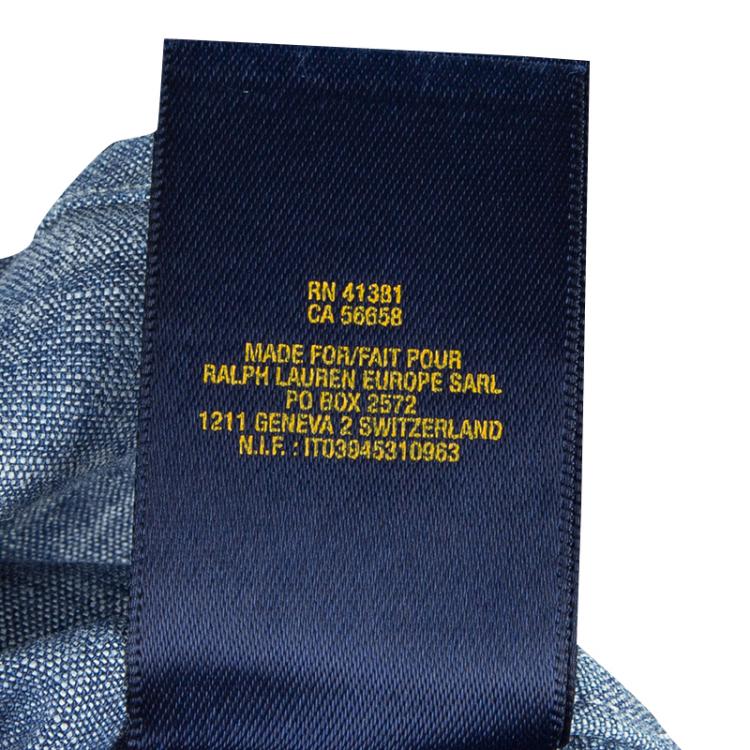 RN 41381
CA 56658
MADE FOR/FAIT POUR
RALPH LAUREN EUROPE SARL
PO BOX 2572
1211 GENEVA 2 SWITZERLAND
N.I.F. : IT03945310963